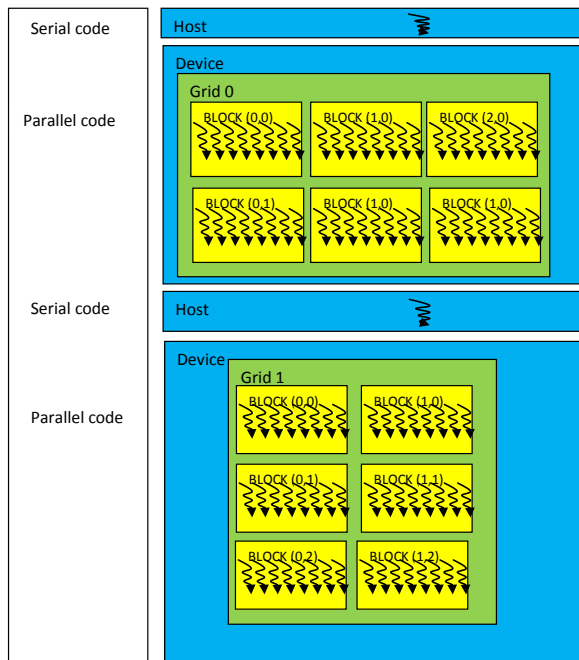 Serial code
Host
Device
Grid 0
Parallel code
BLOCK (0,0)
BLOCK (1,0)
BLOCK (2,0)
BLOCK (0,1)
BLOCK (1,0)
BLOCK (1,0)
Serial code
Host
Device
Grid 1
Parallel code
BLOCK (0,0)
BLOCK (1,0)
BLOCK (0,1)
BLOCK (1,1)
BLOCK (0,2)
BLOCK (1,2)